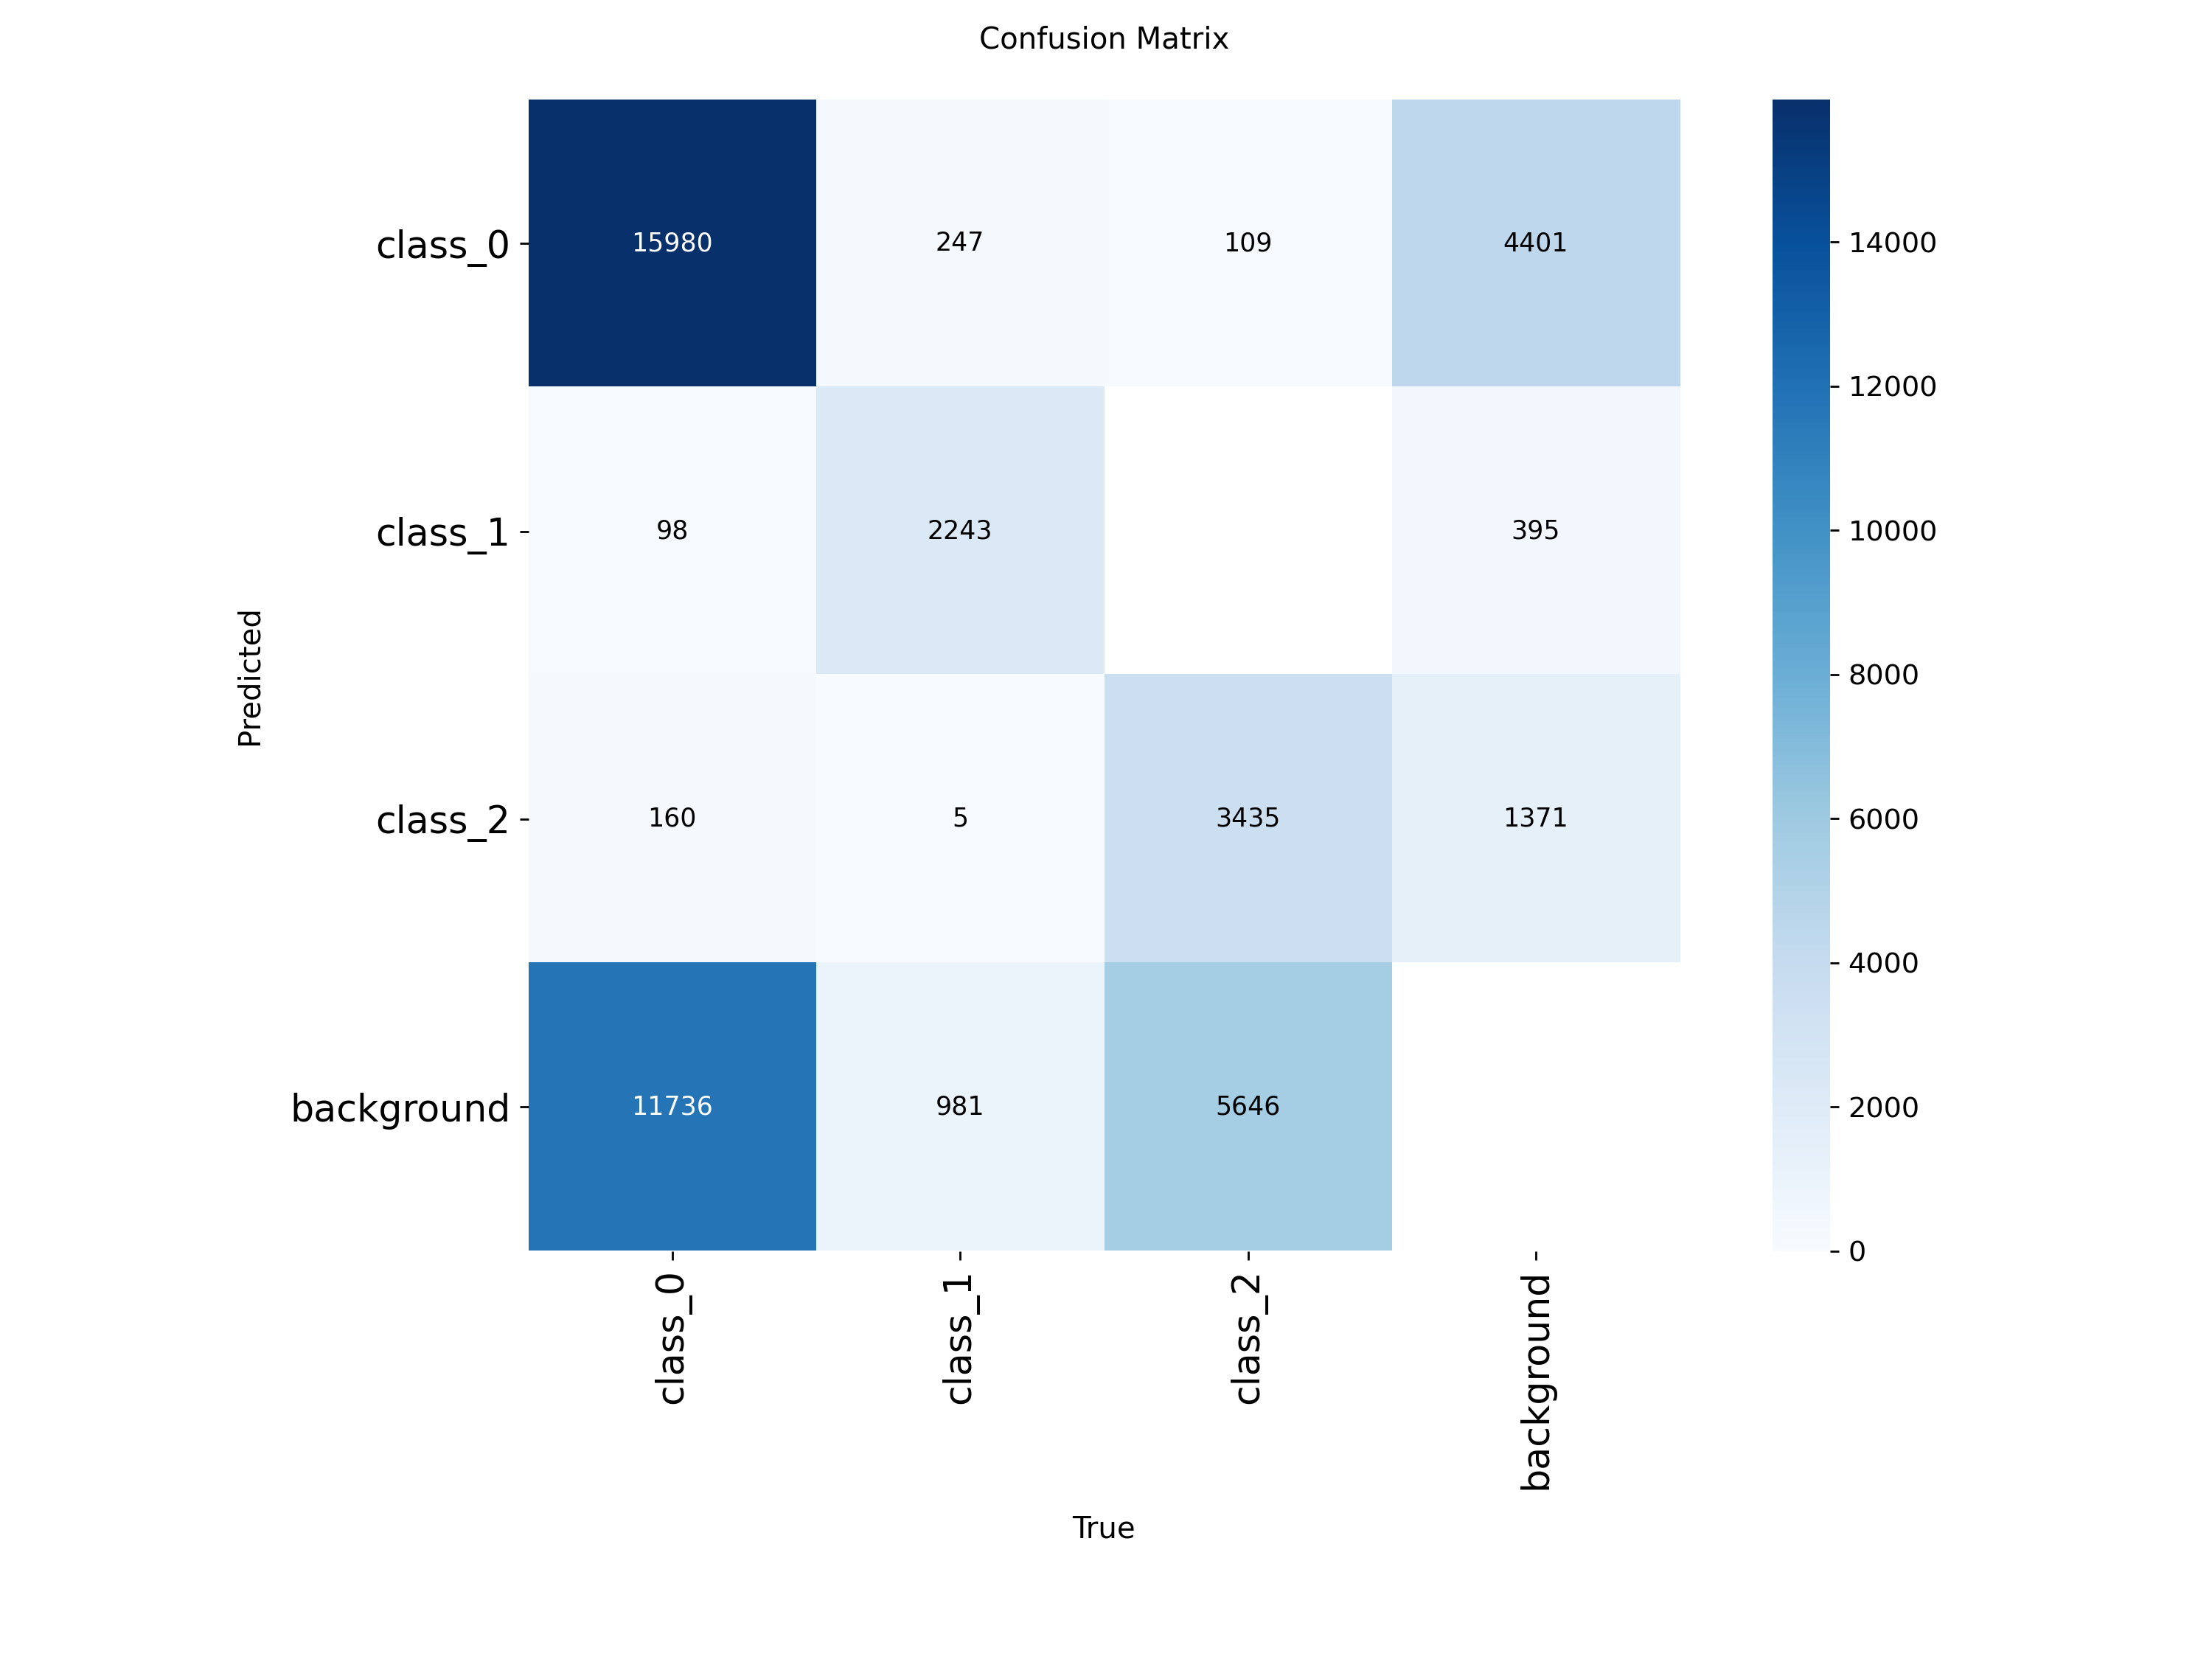 Confusion Matrix
class_0 15980 247 109 4401
class_1 98 2243 395
class_2 160 5 3435 1371
background 11736 981 5646
class_0 class_1 class_2 background
Predicted
True
14000
12000
10000
8000
6000
4000
2000
0